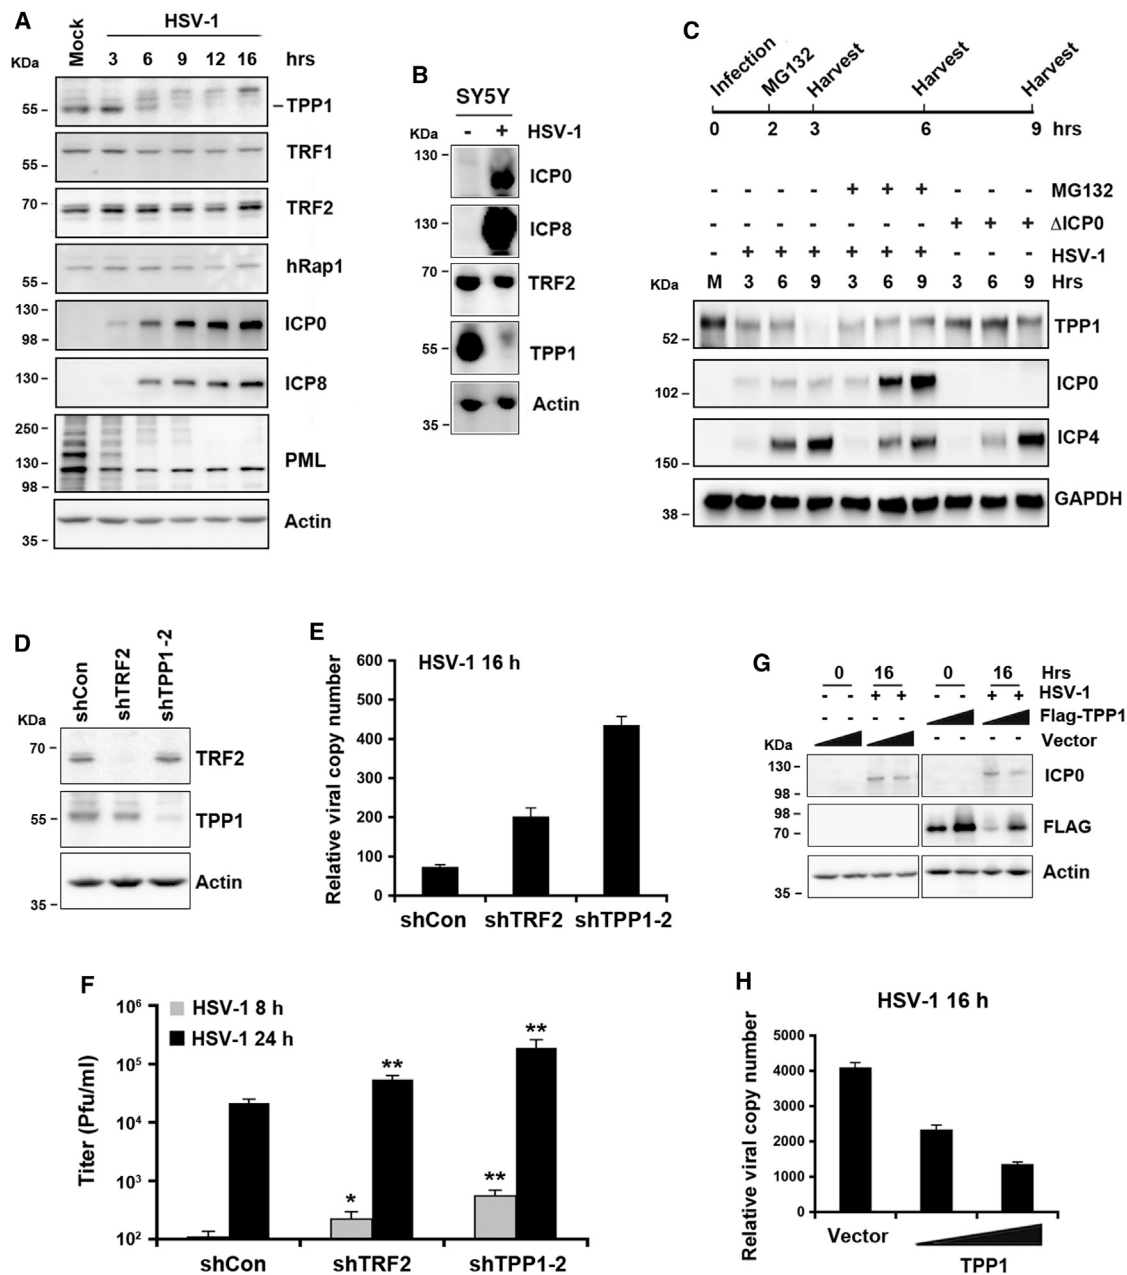 A
HSV-1
Mock
KDa
3 6 9 12 16 hrs
55 – –TPP1
55 – TRF1
70 – TRF2
55 – hRap1
130 – ICP0
98 –
130 – ICP8
250 –
130 – PML
98 –
Actin
35 –
B
SY5Y
KDa - + HSV-1
130 –
ICP0
130 – ICP8
70 –
TRF2
55 – TPP1
Actin
35 –
C
Infection MG132 Harvest Harvest Harvest
0 2 3 6 9 hrs
- - - - + + + - - - MG132
- - - - - - - + + + ΔICP0
- + + + + + + - - - HSV-1
KDa M 3 6 9 3 6 9 3 6 9 Hrs
TPP1
52 –
ICP0
102 –
ICP4
150 –
GAPDH
38 –
D
shCon shTRF2 shTPP1-2
KDa
70 –
TRF2
55 – TPP1
Actin
35 –
E
HSV-1 16 h
Relative viral copy number
600
500
400
300
200
100
0
shCon shTRF2 shTPP1-2
G
0 16 0 16 Hrs
- - + + - - + + HSV-1
- - - - Flag-TPP1
- - - - Vector
KDa
130 –
ICP0
98 –
98 –
70 – FLAG
Actin
35 –
F
HSV-1 8 h
HSV-1 24 h
Titer (Pfu/ml)
10⁶
10⁵
10⁴
10³
10²
* ** ** **
shCon shTRF2 shTPP1-2
H
HSV-1 16 h
Relative viral copy number
5000
4000
3000
2000
1000
0
Vector
TPP1